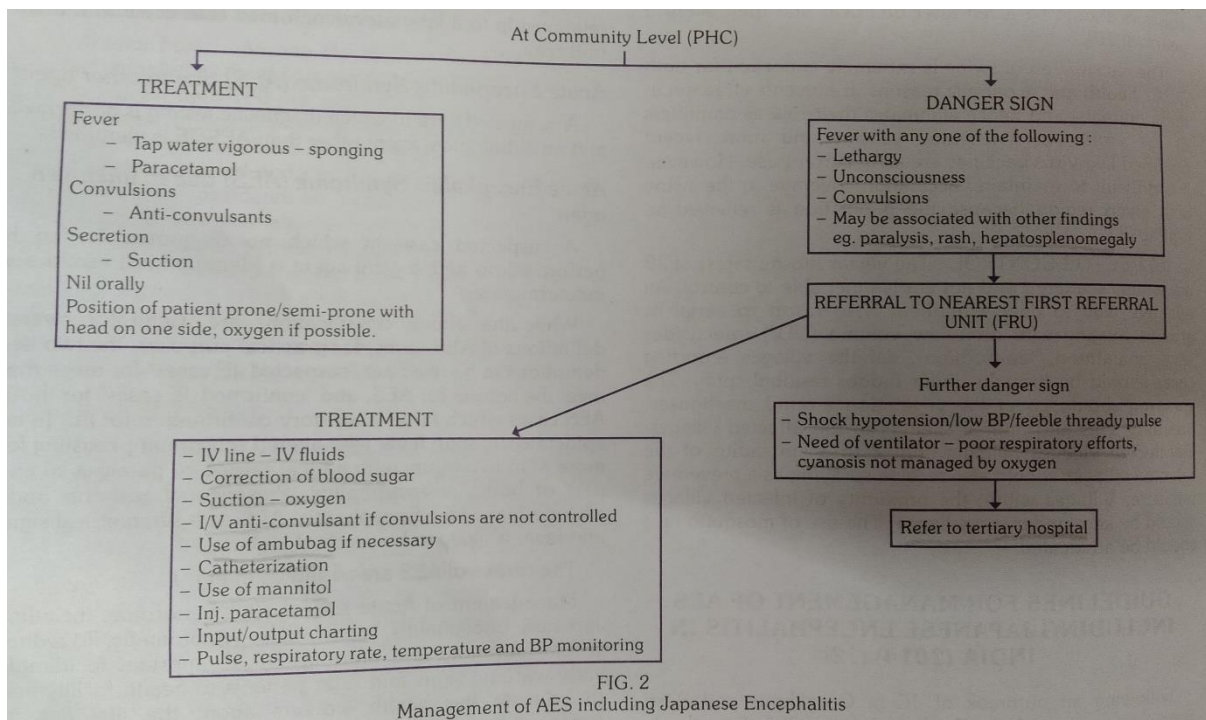 At Community Level (PHC)
TREATMENT
Fever
– Tap water vigorous – sponging
– Paracetamol
Convulsions
– Anti-convulsants
Secretion
– Suction
Nil orally
Position of patient prone/semi-prone with
head on one side, oxygen if possible.
DANGER SIGN
Fever with any one of the following :
– Lethargy
– Unconsciousness
– Convulsions
– May be associated with other findings
eg. paralysis, rash, hepatosplenomegaly
REFERRAL TO NEAREST FIRST REFERRAL
UNIT (FRU)
Further danger sign
– Shock hypotension/low BP/feeble thready pulse
– Need of ventilator – poor respiratory efforts,
cyanosis not managed by oxygen
Refer to tertiary hospital
TREATMENT
– IV line – IV fluids
– Correction of blood sugar
– Suction – oxygen
– I/V anti-convulsant if convulsions are not controlled
– Use of ambubag if necessary
– Catheterization
– Use of mannitol
– Inj. paracetamol
– Input/output charting
– Pulse, respiratory rate, temperature and BP monitoring
FIG. 2
Management of AES including Japanese Encephalitis